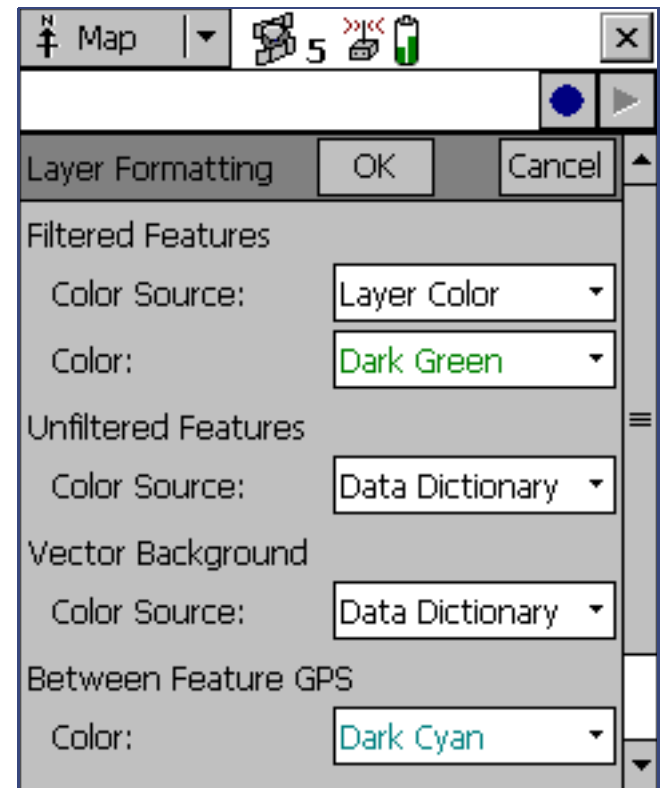 N
Map
5
Layer Formatting OK Cancel
Filtered Features
Color Source: Layer Color
Color: Dark Green
Unfiltered Features
Color Source: Data Dictionary
Vector Background
Color Source: Data Dictionary
Between Feature GPS
Color: Dark Cyan